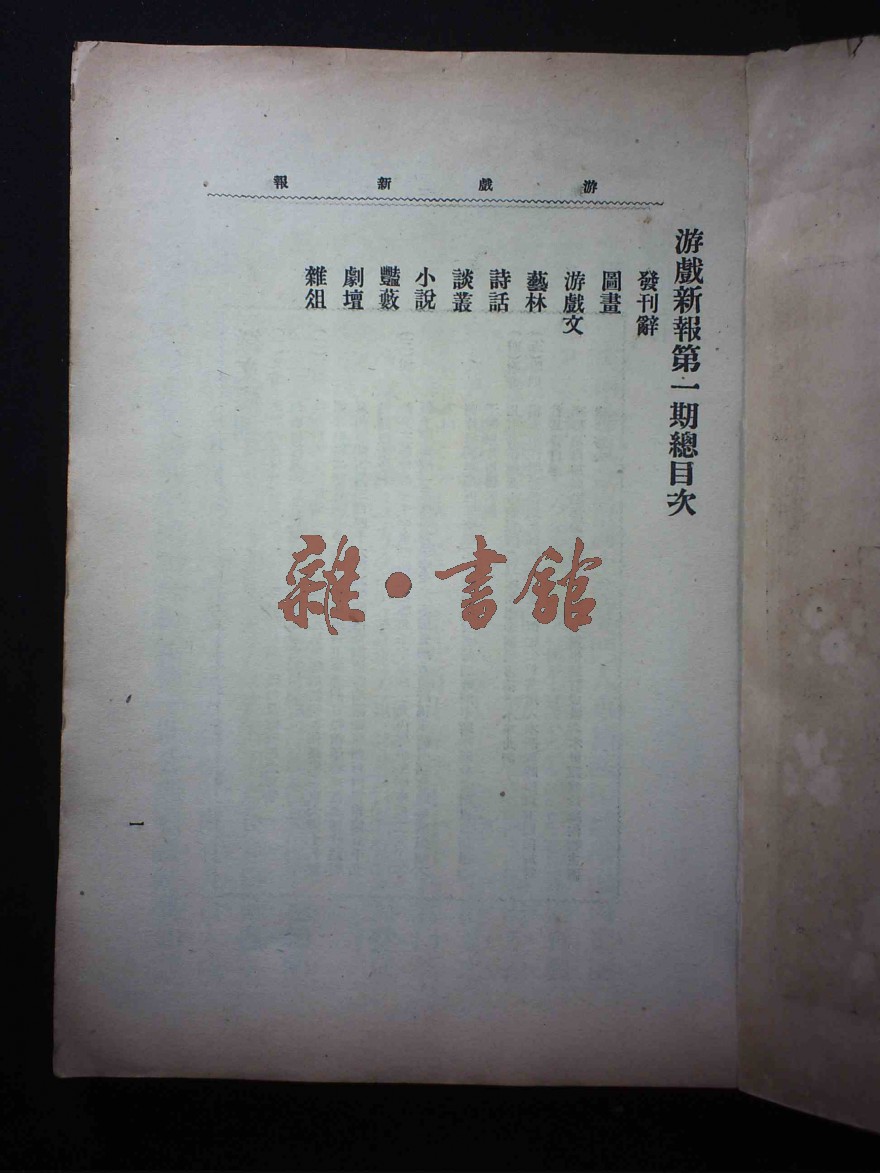 游戲新報
游戲新報第一期總目次
發刊辭
圖畫
游戲文
藝林
詩話
談叢
小說
豔藪
劇壇
雜俎
一
雜·書館